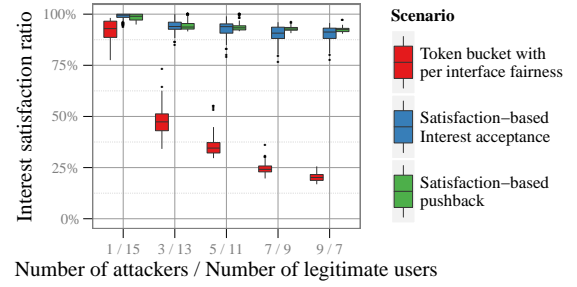 Interest satisfaction ratio
100%
75%
50%
25%
0%
1 / 15
3 / 13
5 / 11
7 / 9
9 / 7
Number of attackers / Number of legitimate users
Scenario
Token bucket with
per interface fairness
Satisfaction−based
Interest acceptance
Satisfaction−based
pushback